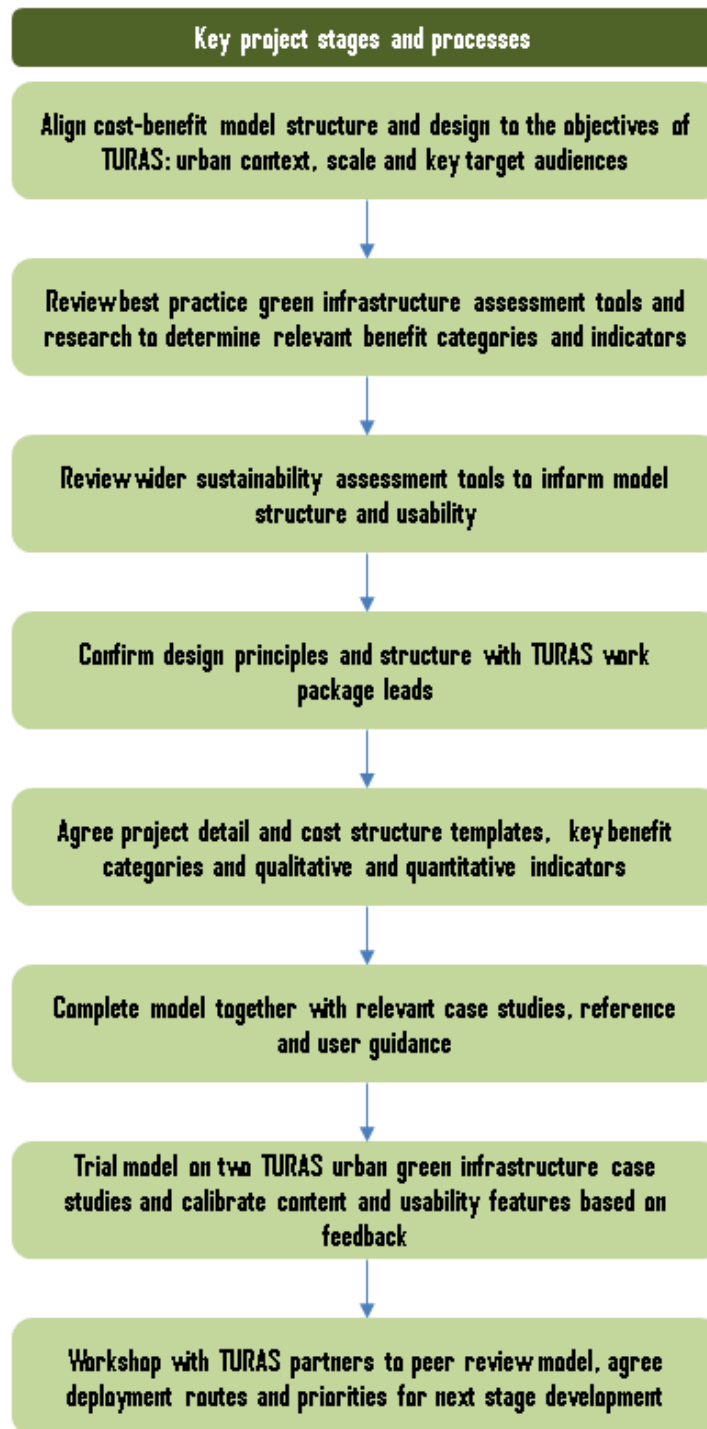 Key project stages and processes
Align cost-benefit model structure and design to the objectives of
TURAS: urban context, scale and key target audiences
Review best practice green infrastructure assessment tools and
research to determine relevant benefit categories and indicators
Review wider sustainability assessment tools to inform model
structure and usability
Confirm design principles and structure with TURAS work
package leads
Agree project detail and cost structure templates, key benefit
categories and qualitative and quantitative indicators
Complete model together with relevant case studies, reference
and user guidance
Trial model on two TURAS urban green infrastructure case
studies and calibrate content and usability features based on
feedback
Workshop with TURAS partners to peer review model, agree
deployment routes and priorities for next stage development